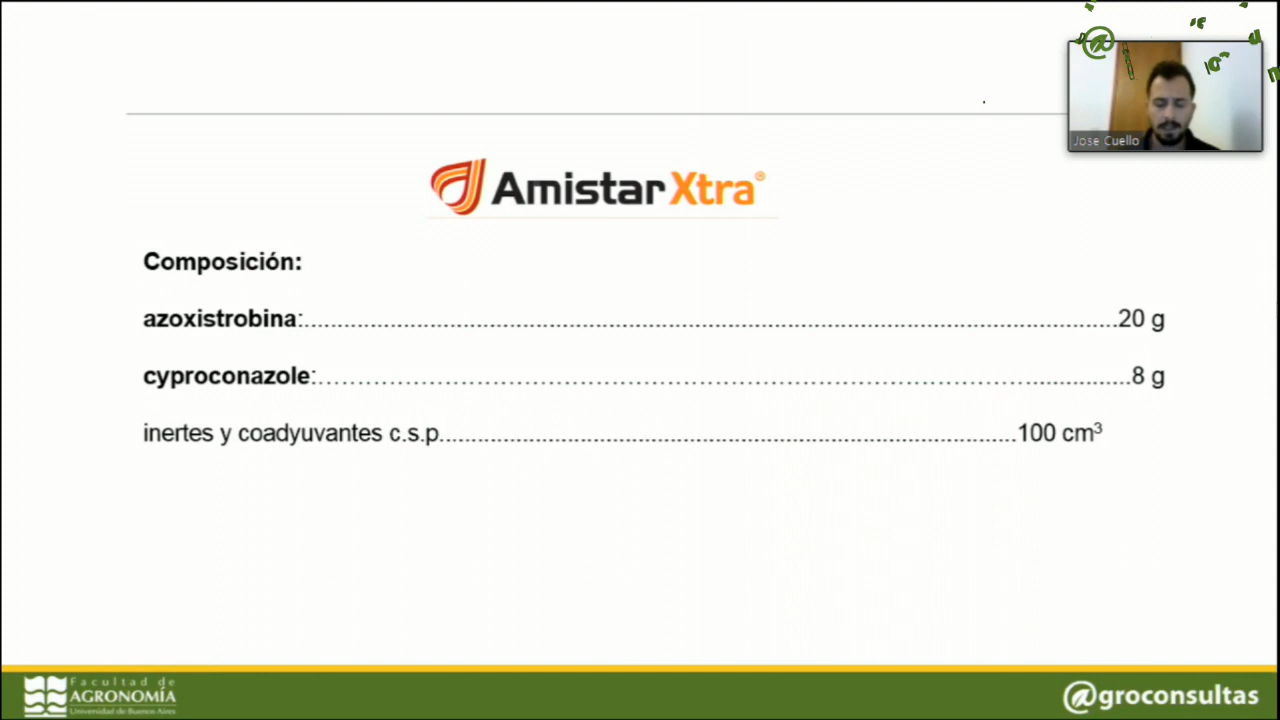 Jose Cuello
Amistar Xtra®
Composición:
azoxistrobina:..........................................................................................................................20 g
cyproconazole:..........................................................................................................8 g
inertes y coadyuvantes c.s.p......................................................................................100 cm³
Facultad de
AGRONOMÍA
Universidad de Buenos Aires
@groconsultas